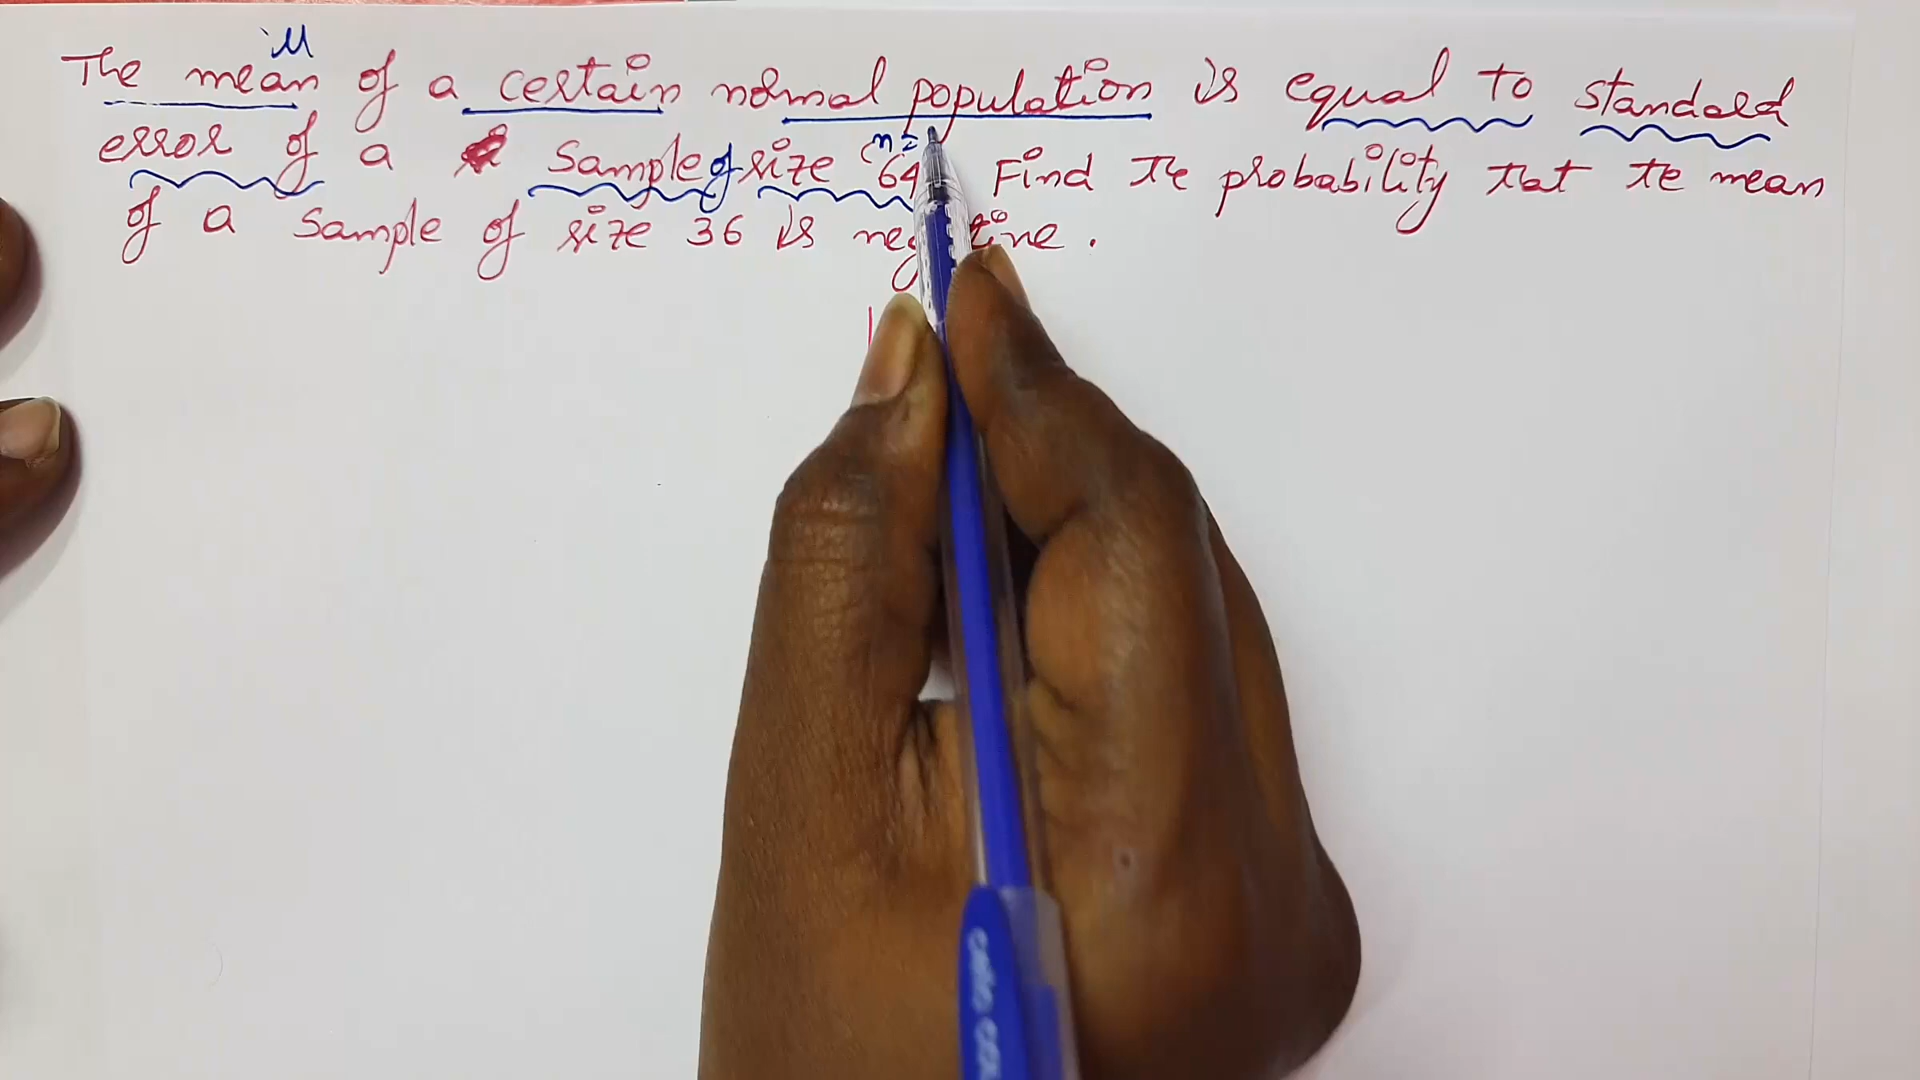 μ
The mean of a certain normal population is equal to standard
error of a sample of size (n= 64 Find the probability that te mean
of a sample of size 36 is negative .